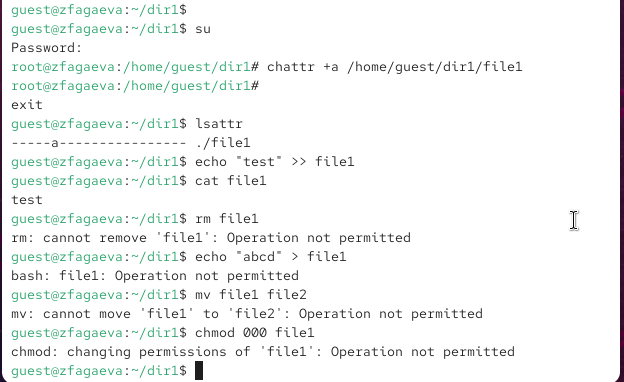 guest@zfagaeva:~/dir1$
guest@zfagaeva:~/dir1$ su
Password:
root@zfagaeva:/home/guest/dir1# chattr +a /home/guest/dir1/file1
root@zfagaeva:/home/guest/dir1#
exit
guest@zfagaeva:~/dir1$ lsattr
-----a---------------- ./file1
guest@zfagaeva:~/dir1$ echo "test" >> file1
guest@zfagaeva:~/dir1$ cat file1
test
guest@zfagaeva:~/dir1$ rm file1
rm: cannot remove 'file1': Operation not permitted
guest@zfagaeva:~/dir1$ echo "abcd" > file1
bash: file1: Operation not permitted
guest@zfagaeva:~/dir1$ mv file1 file2
mv: cannot move 'file1' to 'file2': Operation not permitted
guest@zfagaeva:~/dir1$ chmod 000 file1
chmod: changing permissions of 'file1': Operation not permitted
guest@zfagaeva:~/dir1$